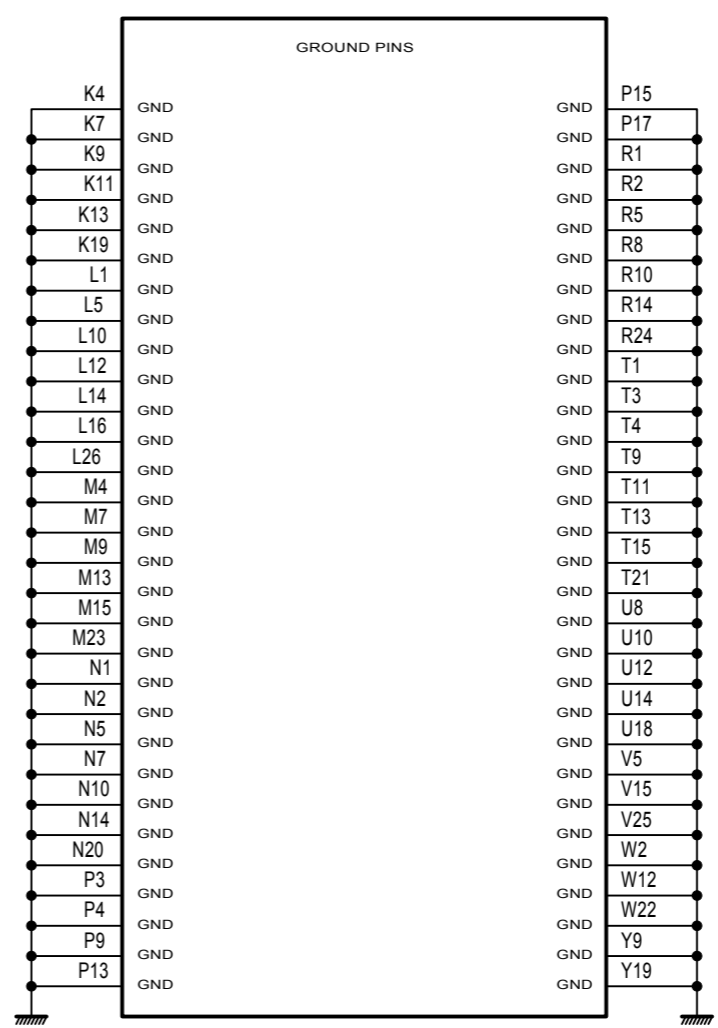 GROUND PINS
K4 GND GND P15
K7 GND GND P17
K9 GND GND R1
K11 GND GND R2
K13 GND GND R5
K19 GND GND R8
L1 GND GND R10
L5 GND GND R14
L10 GND GND R24
L12 GND GND T1
L14 GND GND T3
L16 GND GND T4
L26 GND GND T9
M4 GND GND T11
M7 GND GND T13
M9 GND GND T15
M13 GND GND T21
M15 GND GND U8
M23 GND GND U10
N1 GND GND U12
N2 GND GND U14
N5 GND GND U18
N7 GND GND V5
N10 GND GND V15
N14 GND GND V25
N20 GND GND W2
P3 GND GND W12
P4 GND GND W22
P9 GND GND Y9
P13 GND GND Y19